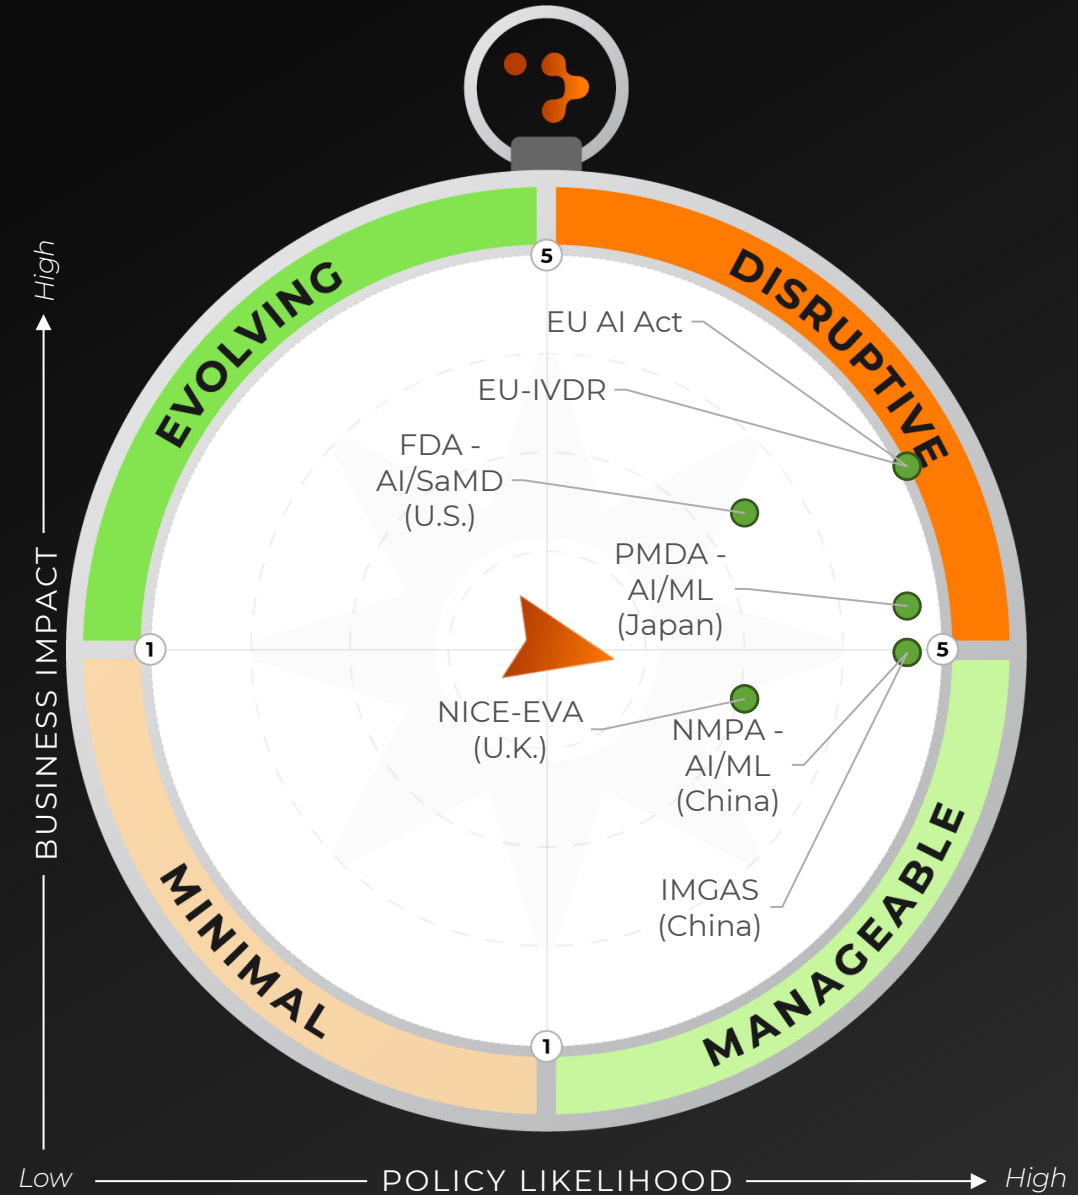 High
BUSINESS IMPACT
Low
POLICY LIKELIHOOD
High
EVOLVING
DISRUPTIVE
MINIMAL
MANAGEABLE
5
1
5
1
EU AI Act
EU-IVDR
FDA -
AI/SaMD
(U.S.)
PMDA -
AI/ML
(Japan)
NICE-EVA
(U.K.)
NMPA -
AI/ML
(China)
IMGAS
(China)